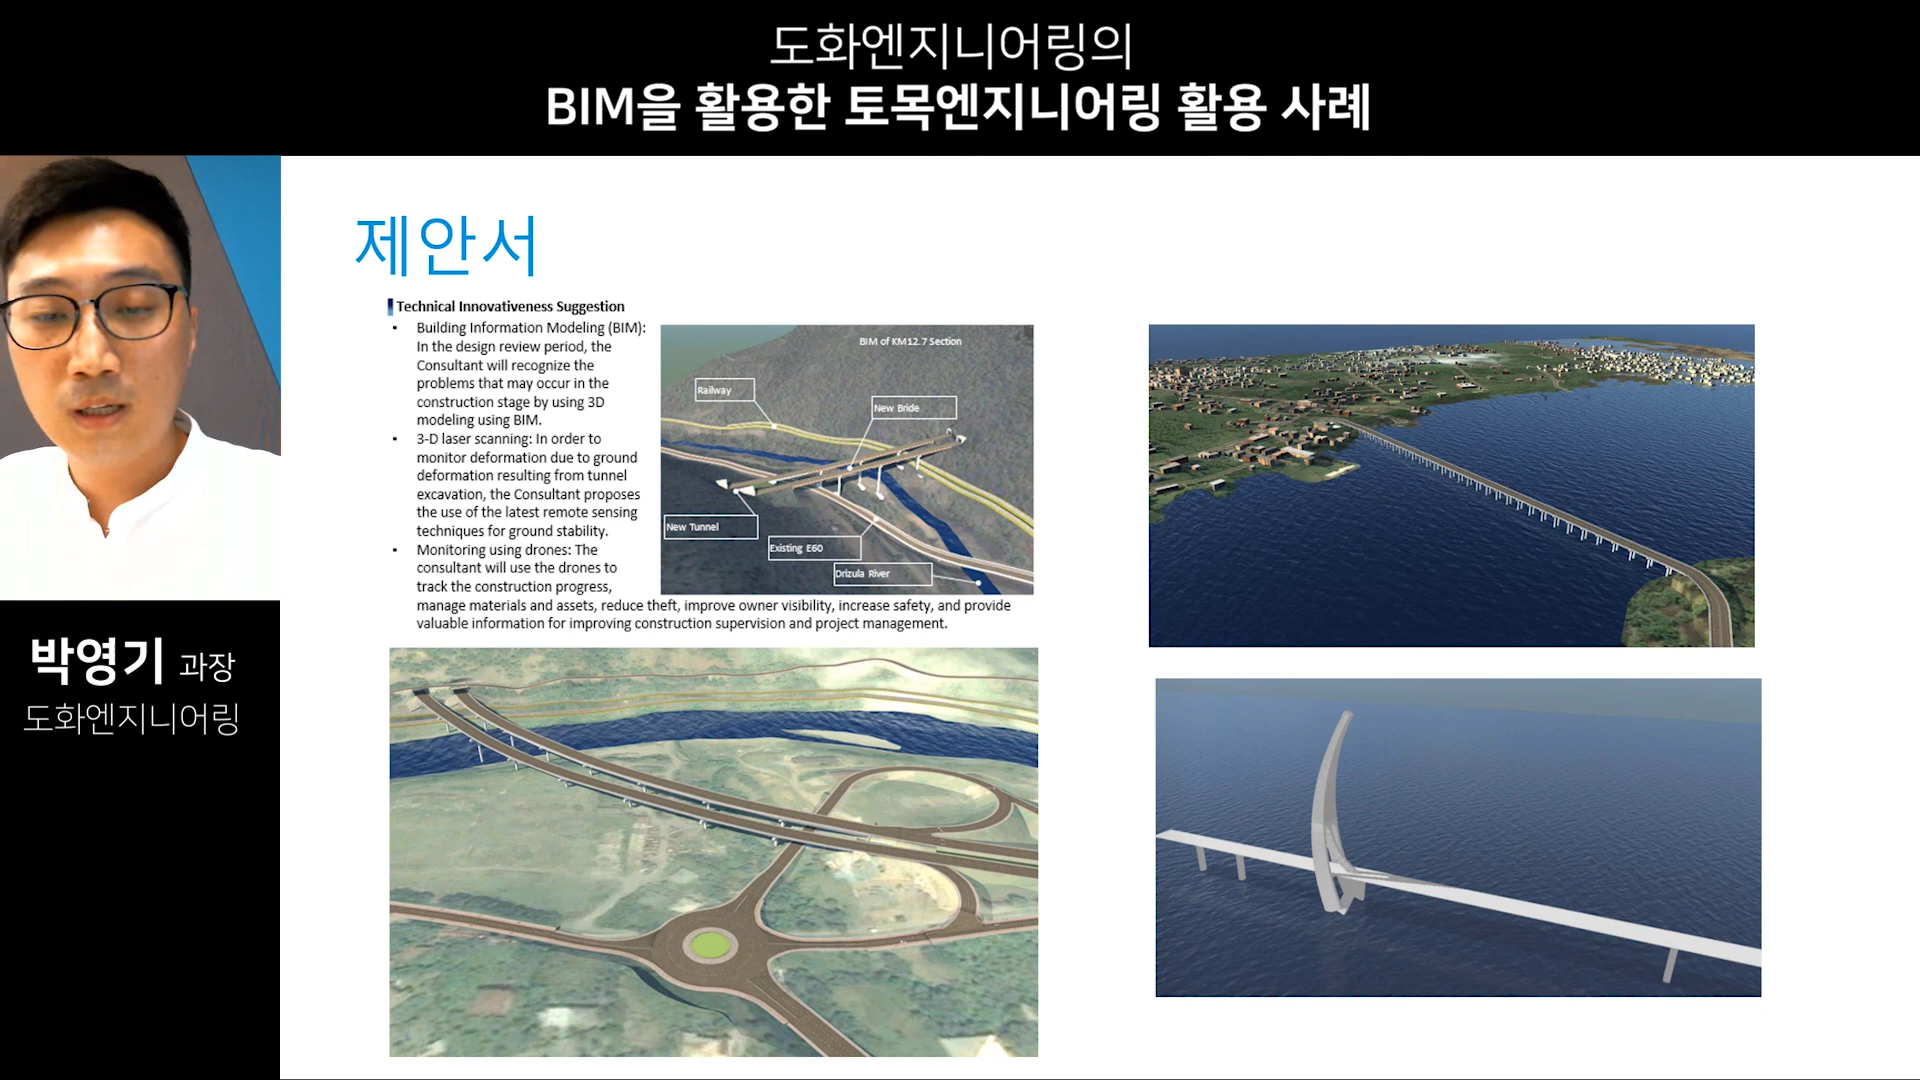 도화엔지니어링의
BIM을 활용한 토목엔지니어링 활용 사례
제안서
Technical Innovativeness Suggestion
▪ Building Information Modeling (BIM):
In the design review period, the
Consultant will recognize the
problems that may occur in the
construction stage by using 3D
modeling using BIM.
▪ 3-D laser scanning: In order to
monitor deformation due to ground
deformation resulting from tunnel
excavation, the Consultant proposes
the use of the latest remote sensing
techniques for ground stability.
▪ Monitoring using drones: The
consultant will use the drones to
track the construction progress,
manage materials and assets, reduce theft, improve owner visibility, increase safety, and provide
valuable information for improving construction supervision and project management.
BIM of KM12.7 Section
Railway
New Bride
New Tunnel
Existing E60
Drizula River
박영기 과장
도화엔지니어링